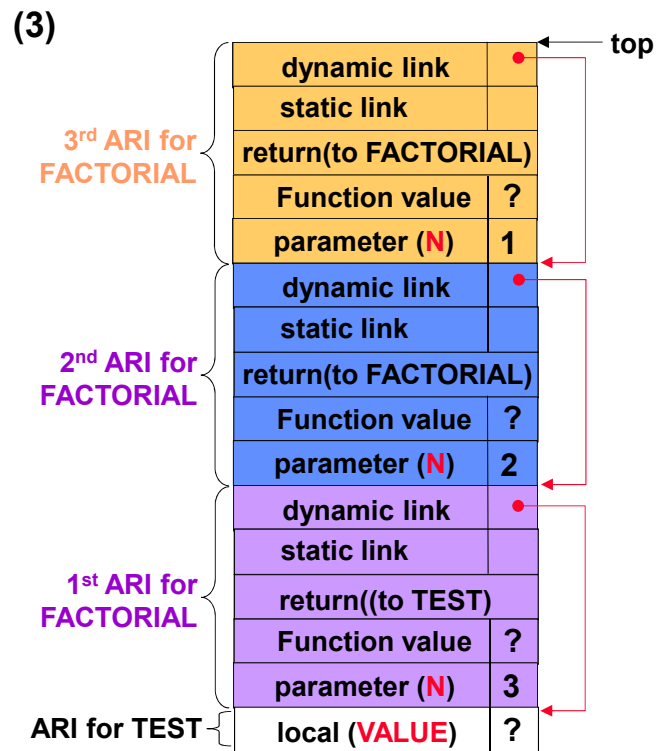 (3)
top
dynamic link
static link
3rd ARI for
FACTORIAL
return(to FACTORIAL)
Function value ?
parameter (N) 1
dynamic link
static link
2nd ARI for
FACTORIAL
return(to FACTORIAL)
Function value ?
parameter (N) 2
dynamic link
static link
1st ARI for
FACTORIAL
return((to TEST)
Function value ?
parameter (N) 3
ARI for TEST
local (VALUE) ?